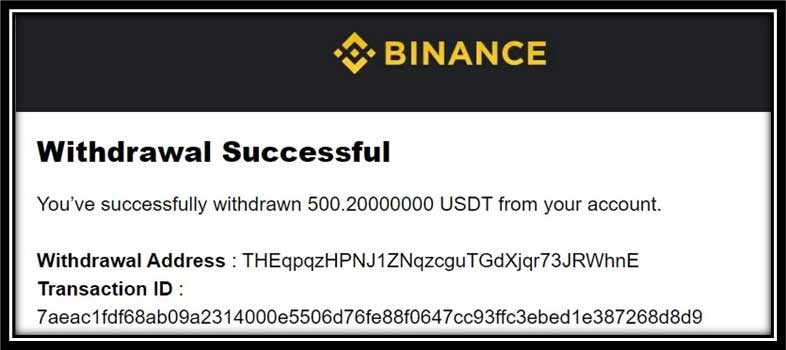 BINANCE
Withdrawal Successful
You’ve successfully withdrawn 500.20000000 USDT from your account.
Withdrawal Address : THEqpqzHPNJ1ZNqzcguTGdXjqr73JRWhnE
Transaction ID :
7aeac1fdf68ab09a2314000e5506d76fe88f0647cc93ffc3ebed1e387268d8d9